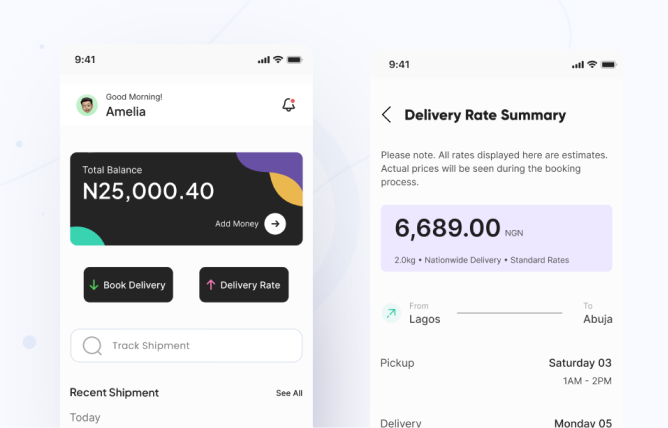 9:41
Good Morning!
Amelia
Total Balance
N25,000.40
Add Money
Book Delivery
Delivery Rate
Track Shipment
Recent Shipment
See All
Today
9:41
Delivery Rate Summary
Please note. All rates displayed here are estimates.
Actual prices will be seen during the booking
process.
6,689.00 NGN
2.0kg • Nationwide Delivery • Standard Rates
From
To
Lagos
Abuja
Pickup
Saturday 03
1AM - 2PM
Delivery
Monday 05